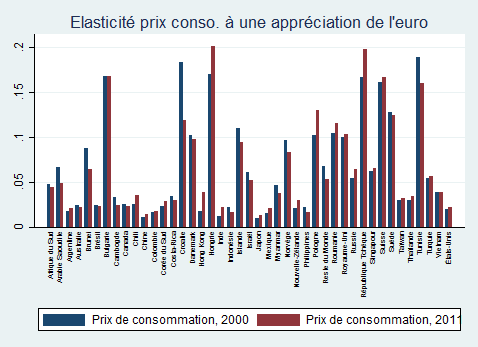 Elasticité prix conso. à une appréciation de l'euro
.2
.15
.1
.05
0
Afrique du Sud
Arabie Saoudite
Argentine
Australie
Brunei
Brésil
Bulgarie
Cambodge
Canada
Chili
Chine
Colombie
Corée du Sud
Costa Rica
Croatie
Danemark
Hong Kong
Hongrie
Inde
Indonésie
Islande
Israël
Japon
Mexique
Myanmar
Norvège
Nouvelle-Zélande
Philippines
Pologne
Reste du Monde
Roumanie
Royaume-Uni
Russie
République Tchèque
Singapour
Suisse
Suède
Taïwan
Thaïlande
Tunisie
Turquie
VietNam
États-Unis
Prix de consommation, 2000
Prix de consommation, 2011